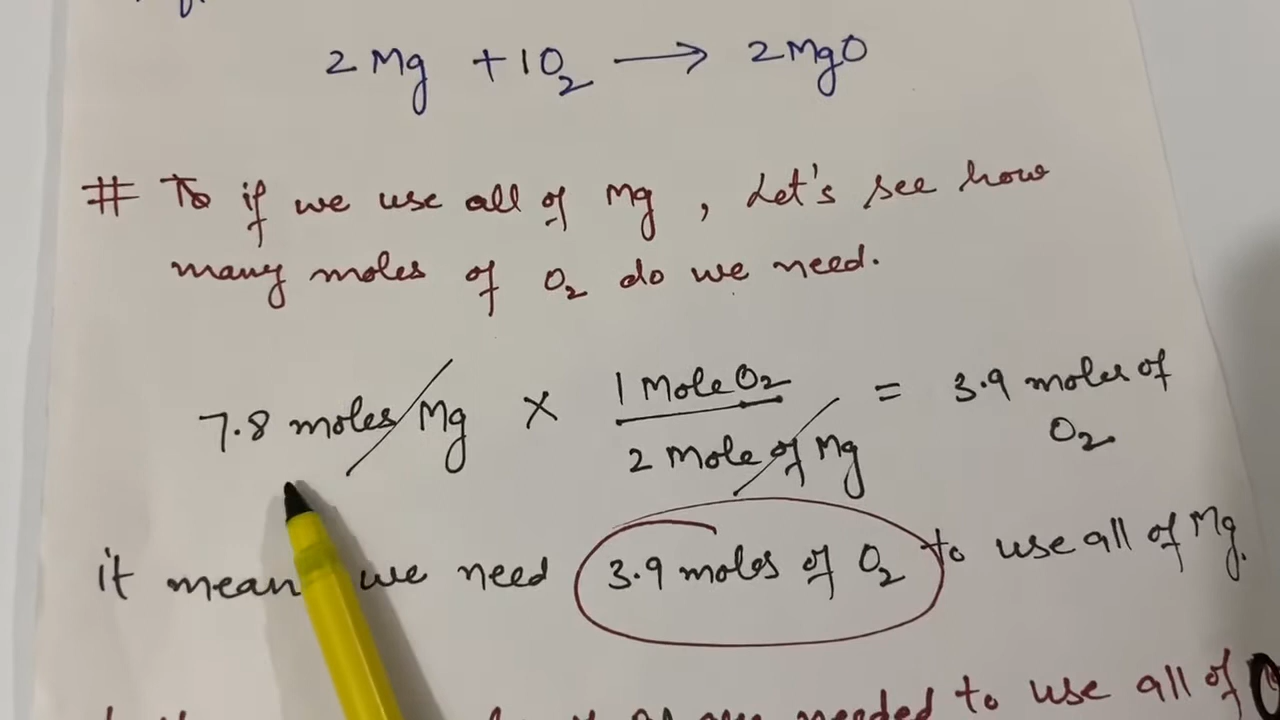 2 Mg + 1O₂ → 2MgO
# To if we use all of Mg, Let's see how
many moles of O₂ do we need.
7.8 moles Mg × 1 Mole O₂ / 2 Mole of Mg = 3.9 moles of O₂
it mean we need 3.9 moles of O₂ to use all of Mg.
needed to use all of